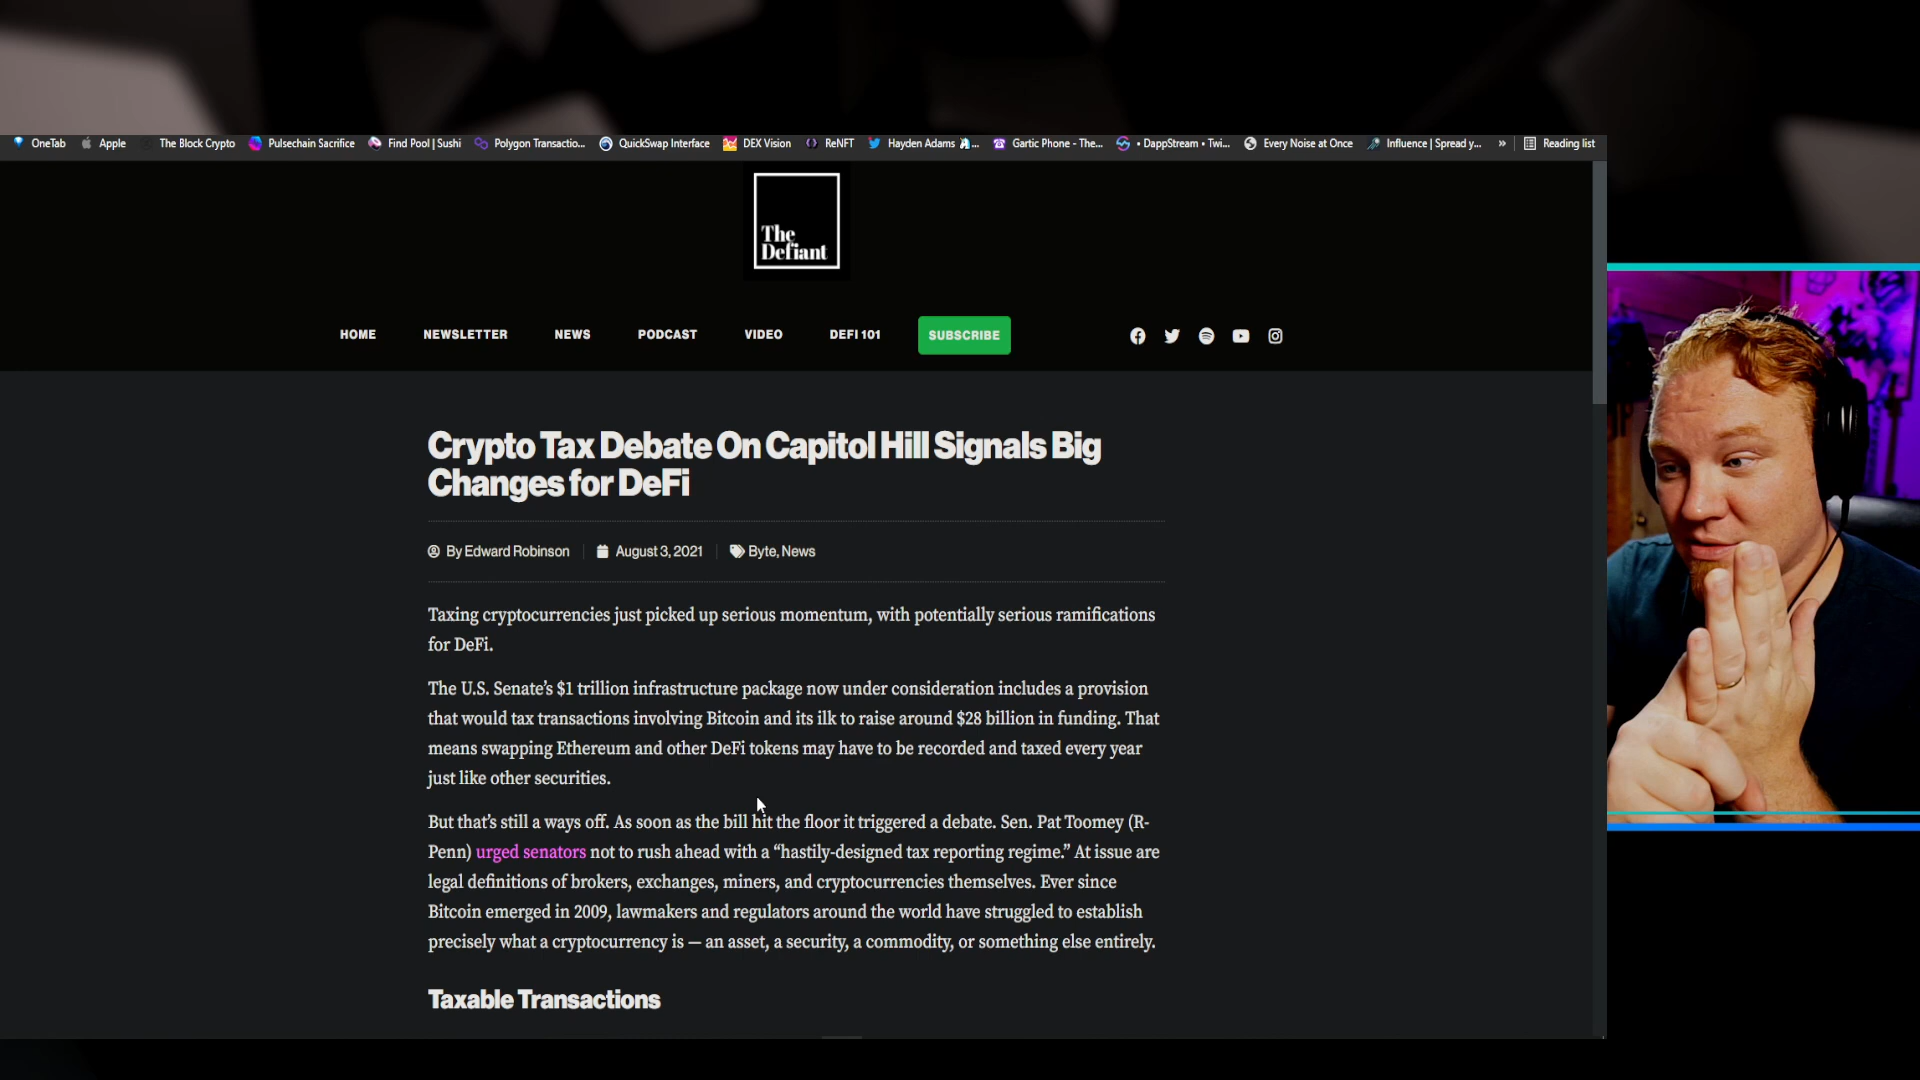 OneTab Apple The Block Crypto Pulsechain Sacrifice Find Pool | Sushi Polygon Transactio... QuickSwap Interface DEX Vision ReNFT Hayden Adams ... Gartic Phone - The... • DappStream • Twi... Every Noise at Once Influence | Spread y... » Reading list
The
Defiant
HOME NEWSLETTER NEWS PODCAST VIDEO DEFI 101 SUBSCRIBE
Crypto Tax Debate On Capitol Hill Signals Big
Changes for DeFi
By Edward Robinson August 3, 2021 Byte, News
Taxing cryptocurrencies just picked up serious momentum, with potentially serious ramifications
for DeFi.
The U.S. Senate’s $1 trillion infrastructure package now under consideration includes a provision
that would tax transactions involving Bitcoin and its ilk to raise around $28 billion in funding. That
means swapping Ethereum and other DeFi tokens may have to be recorded and taxed every year
just like other securities.
But that’s still a ways off. As soon as the bill hit the floor it triggered a debate. Sen. Pat Toomey (R-
Penn) urged senators not to rush ahead with a “hastily-designed tax reporting regime.” At issue are
legal definitions of brokers, exchanges, miners, and cryptocurrencies themselves. Ever since
Bitcoin emerged in 2009, lawmakers and regulators around the world have struggled to establish
precisely what a cryptocurrency is — an asset, a security, a commodity, or something else entirely.
Taxable Transactions